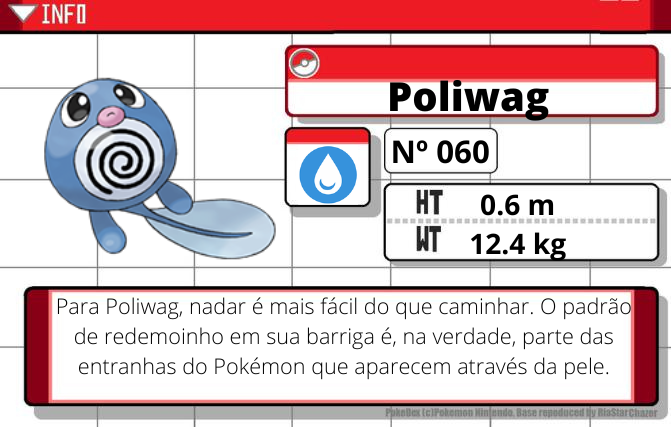 INFO
Poliwag
Nº 060
HT 0.6 m
WT 12.4 kg
Para Poliwag, nadar é mais fácil do que caminhar. O padrão
de redemoinho em sua barriga é, na verdade, parte das
entranhas do Pokémon que aparecem através da pele.
PokeDex (c)Pokemon Nintendo. Base repoduced by RiaStarChazer